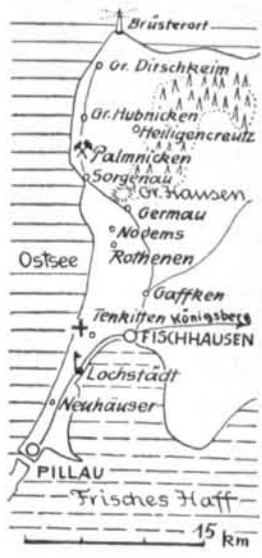 Brüsterort
Gr. Dirschkeim
Gr. Hubnicken
Heiligencreutz
Palmnicken
Sorgenau
Gr. Hausen
Germau
Nodems
Rothenen
Ostsee
Gaffken
Tenkitten
Königsberg
FISCHHAUSEN
Lochstädt
Neuhäuser
PILLAU
Frisches Haff
15 km